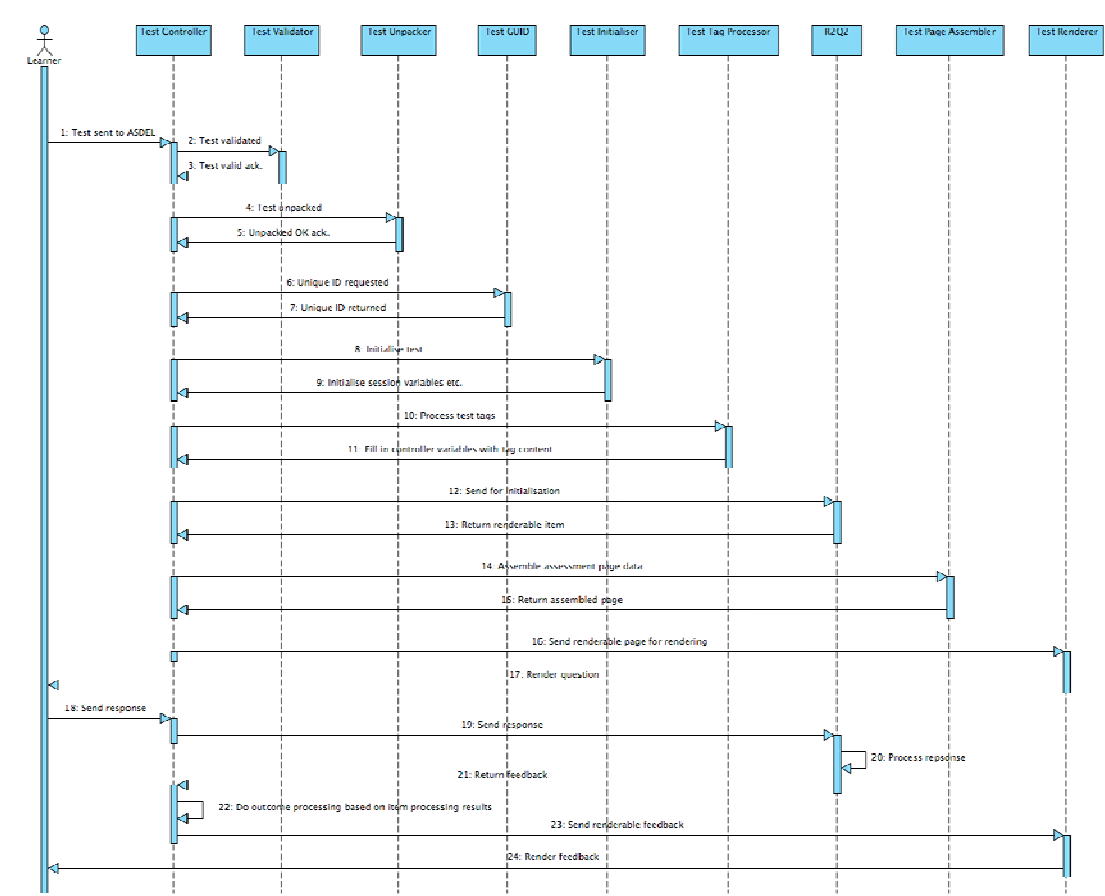 Test Controller
Test Validator
Test Unpacker
Test GUID
Test Initialiser
Test Tag Processor
R2Q2
Test Page Assembler
Test Renderer
Learner
1: Test sent to ASDEL
2: Test validated
3: Test valid ack.
4: Test unpacked
5: Unpacked OK ack.
6: Unique ID requested
7: Unique ID returned
8: Initialise test
9: Initialise session variables etc.
10: Process test tags
11: Fill in controller variables with tag content
12: Send for initialisation
13: Return renderable item
14: Assemble assessment page data
15: Return assembled page
16: Send renderable page for rendering
17: Render question
18: Send response
19: Send response
20: Process repsonse
21: Return feedback
22: Do outcome processing based on item processing results
23: Send renderable feedback
24: Render feedback